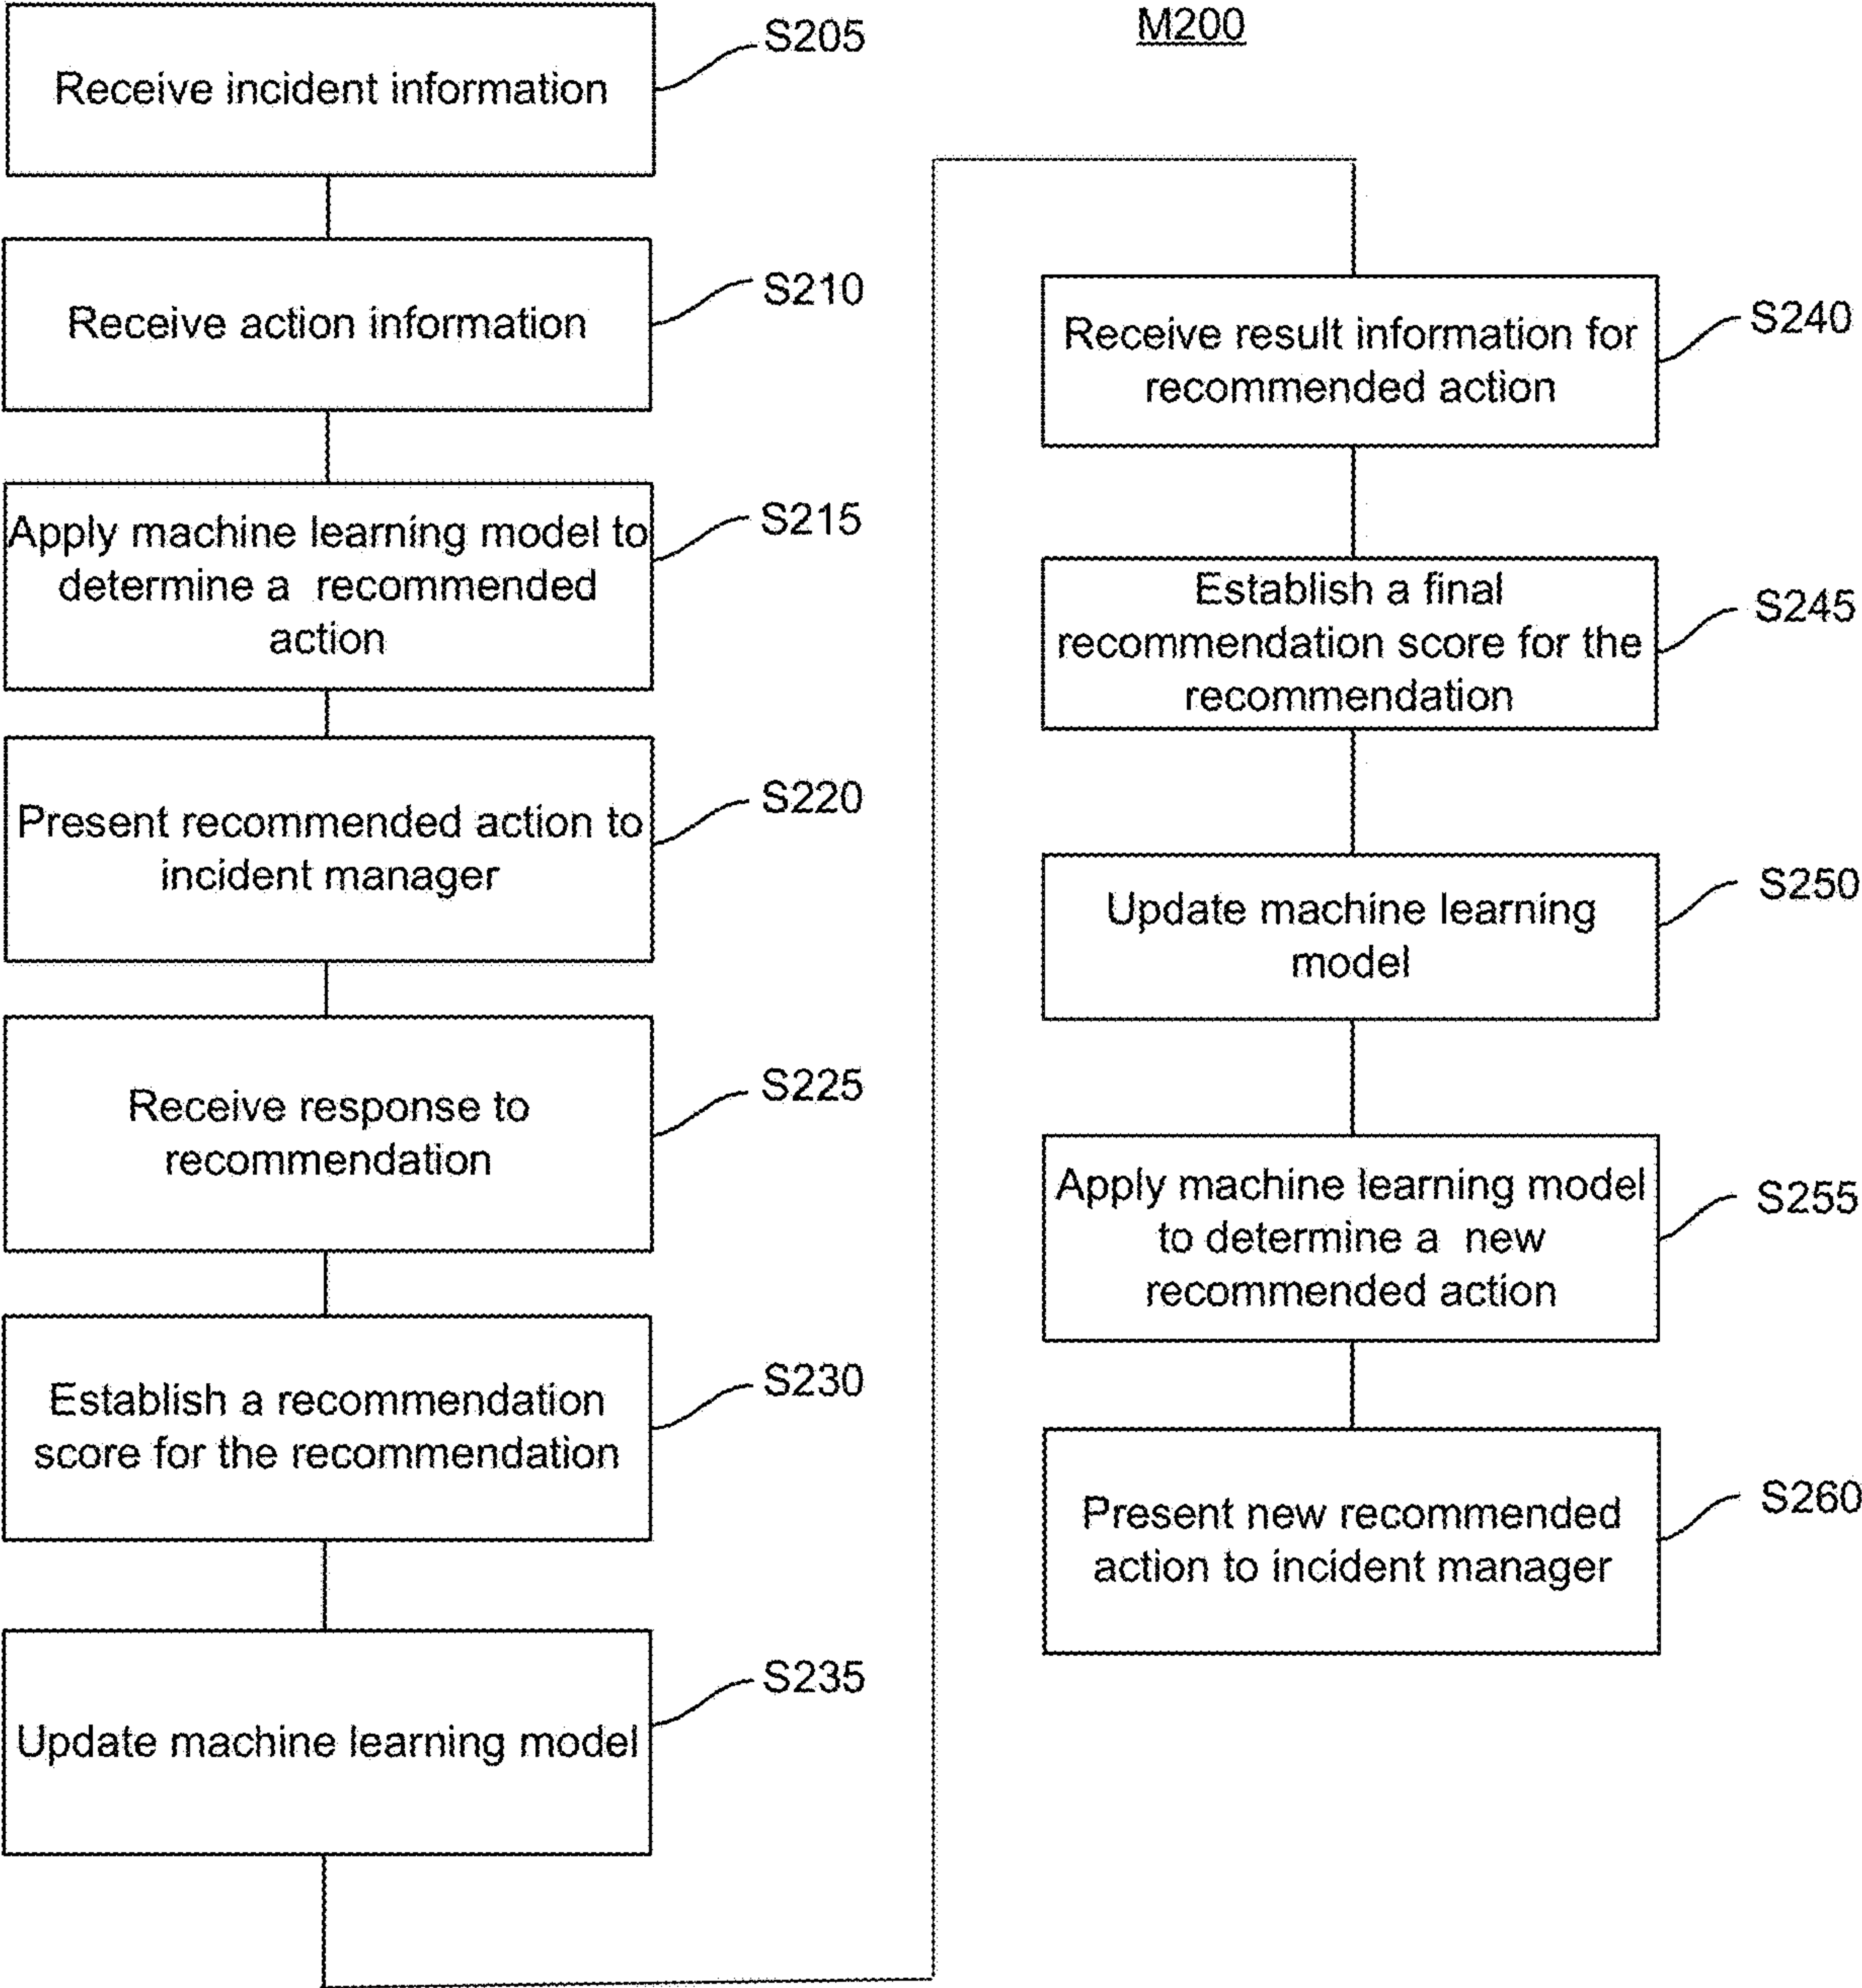 M200
Receive incident information
S205
Receive action information
S210
Apply machine learning model to
determine a recommended
action
S215
Present recommended action to
incident manager
S220
Receive response to
recommendation
S225
Establish a recommendation
score for the recommendation
S230
Update machine learning model
S235
Receive result information for
recommended action
S240
Establish a final
recommendation score for the
recommendation
S245
Update machine learning
model
S250
Apply machine learning model
to determine a new
recommended action
S255
Present new recommended
action to incident manager
S260